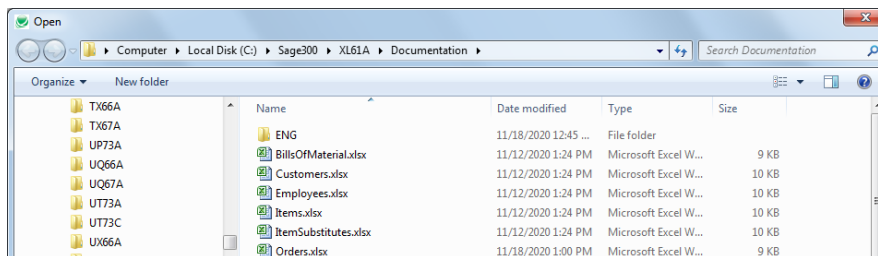 Open
Computer Local Disk (C:) Sage300 XL61A Documentation Search Documentation
Organize New folder
Name Date modified Type Size
TX66A
TX67A
UP73A
UQ66A
UQ67A
UT73A
UT73C
UX66A
ENG 11/18/2020 12:45 ... File folder
BillsOfMaterial.xlsx 11/12/2020 1:24 PM Microsoft Excel W... 9 KB
Customers.xlsx 11/12/2020 1:24 PM Microsoft Excel W... 10 KB
Employees.xlsx 11/12/2020 1:24 PM Microsoft Excel W... 10 KB
Items.xlsx 11/12/2020 1:24 PM Microsoft Excel W... 10 KB
ItemSubstitutes.xlsx 11/12/2020 1:24 PM Microsoft Excel W... 10 KB
Orders.xlsx 11/18/2020 1:00 PM Microsoft Excel W... 9 KB